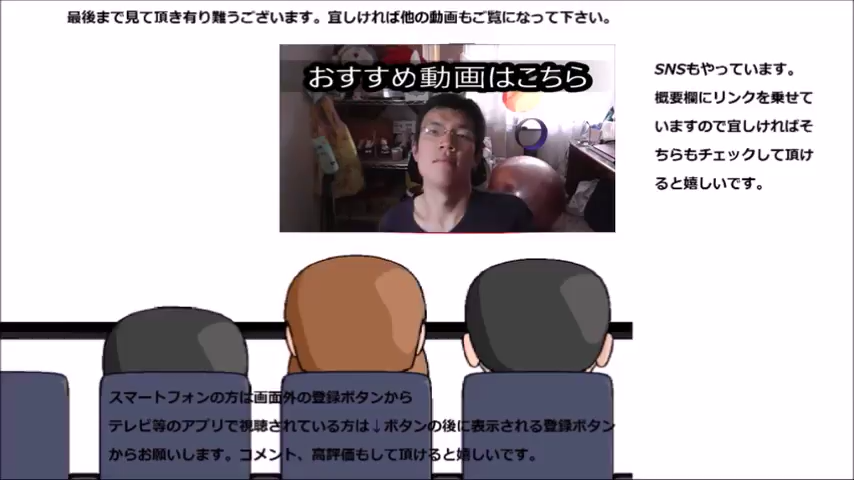 最後まで見て頂き有り難うございます。宜しければ他の動画もご覧になって下さい。
おすすめ動画はこちら
SNSもやっています。
概要欄にリンクを乗せて
いますので宜しければそ
ちらもチェックして頂け
ると嬉しいです。
スマートフォンの方は画面外の登録ボタンから
テレビ等のアプリで視聴されている方は↓ボタンの後に表示される登録ボタン
からお願いします。コメント、高評価もして頂けると嬉しいです。